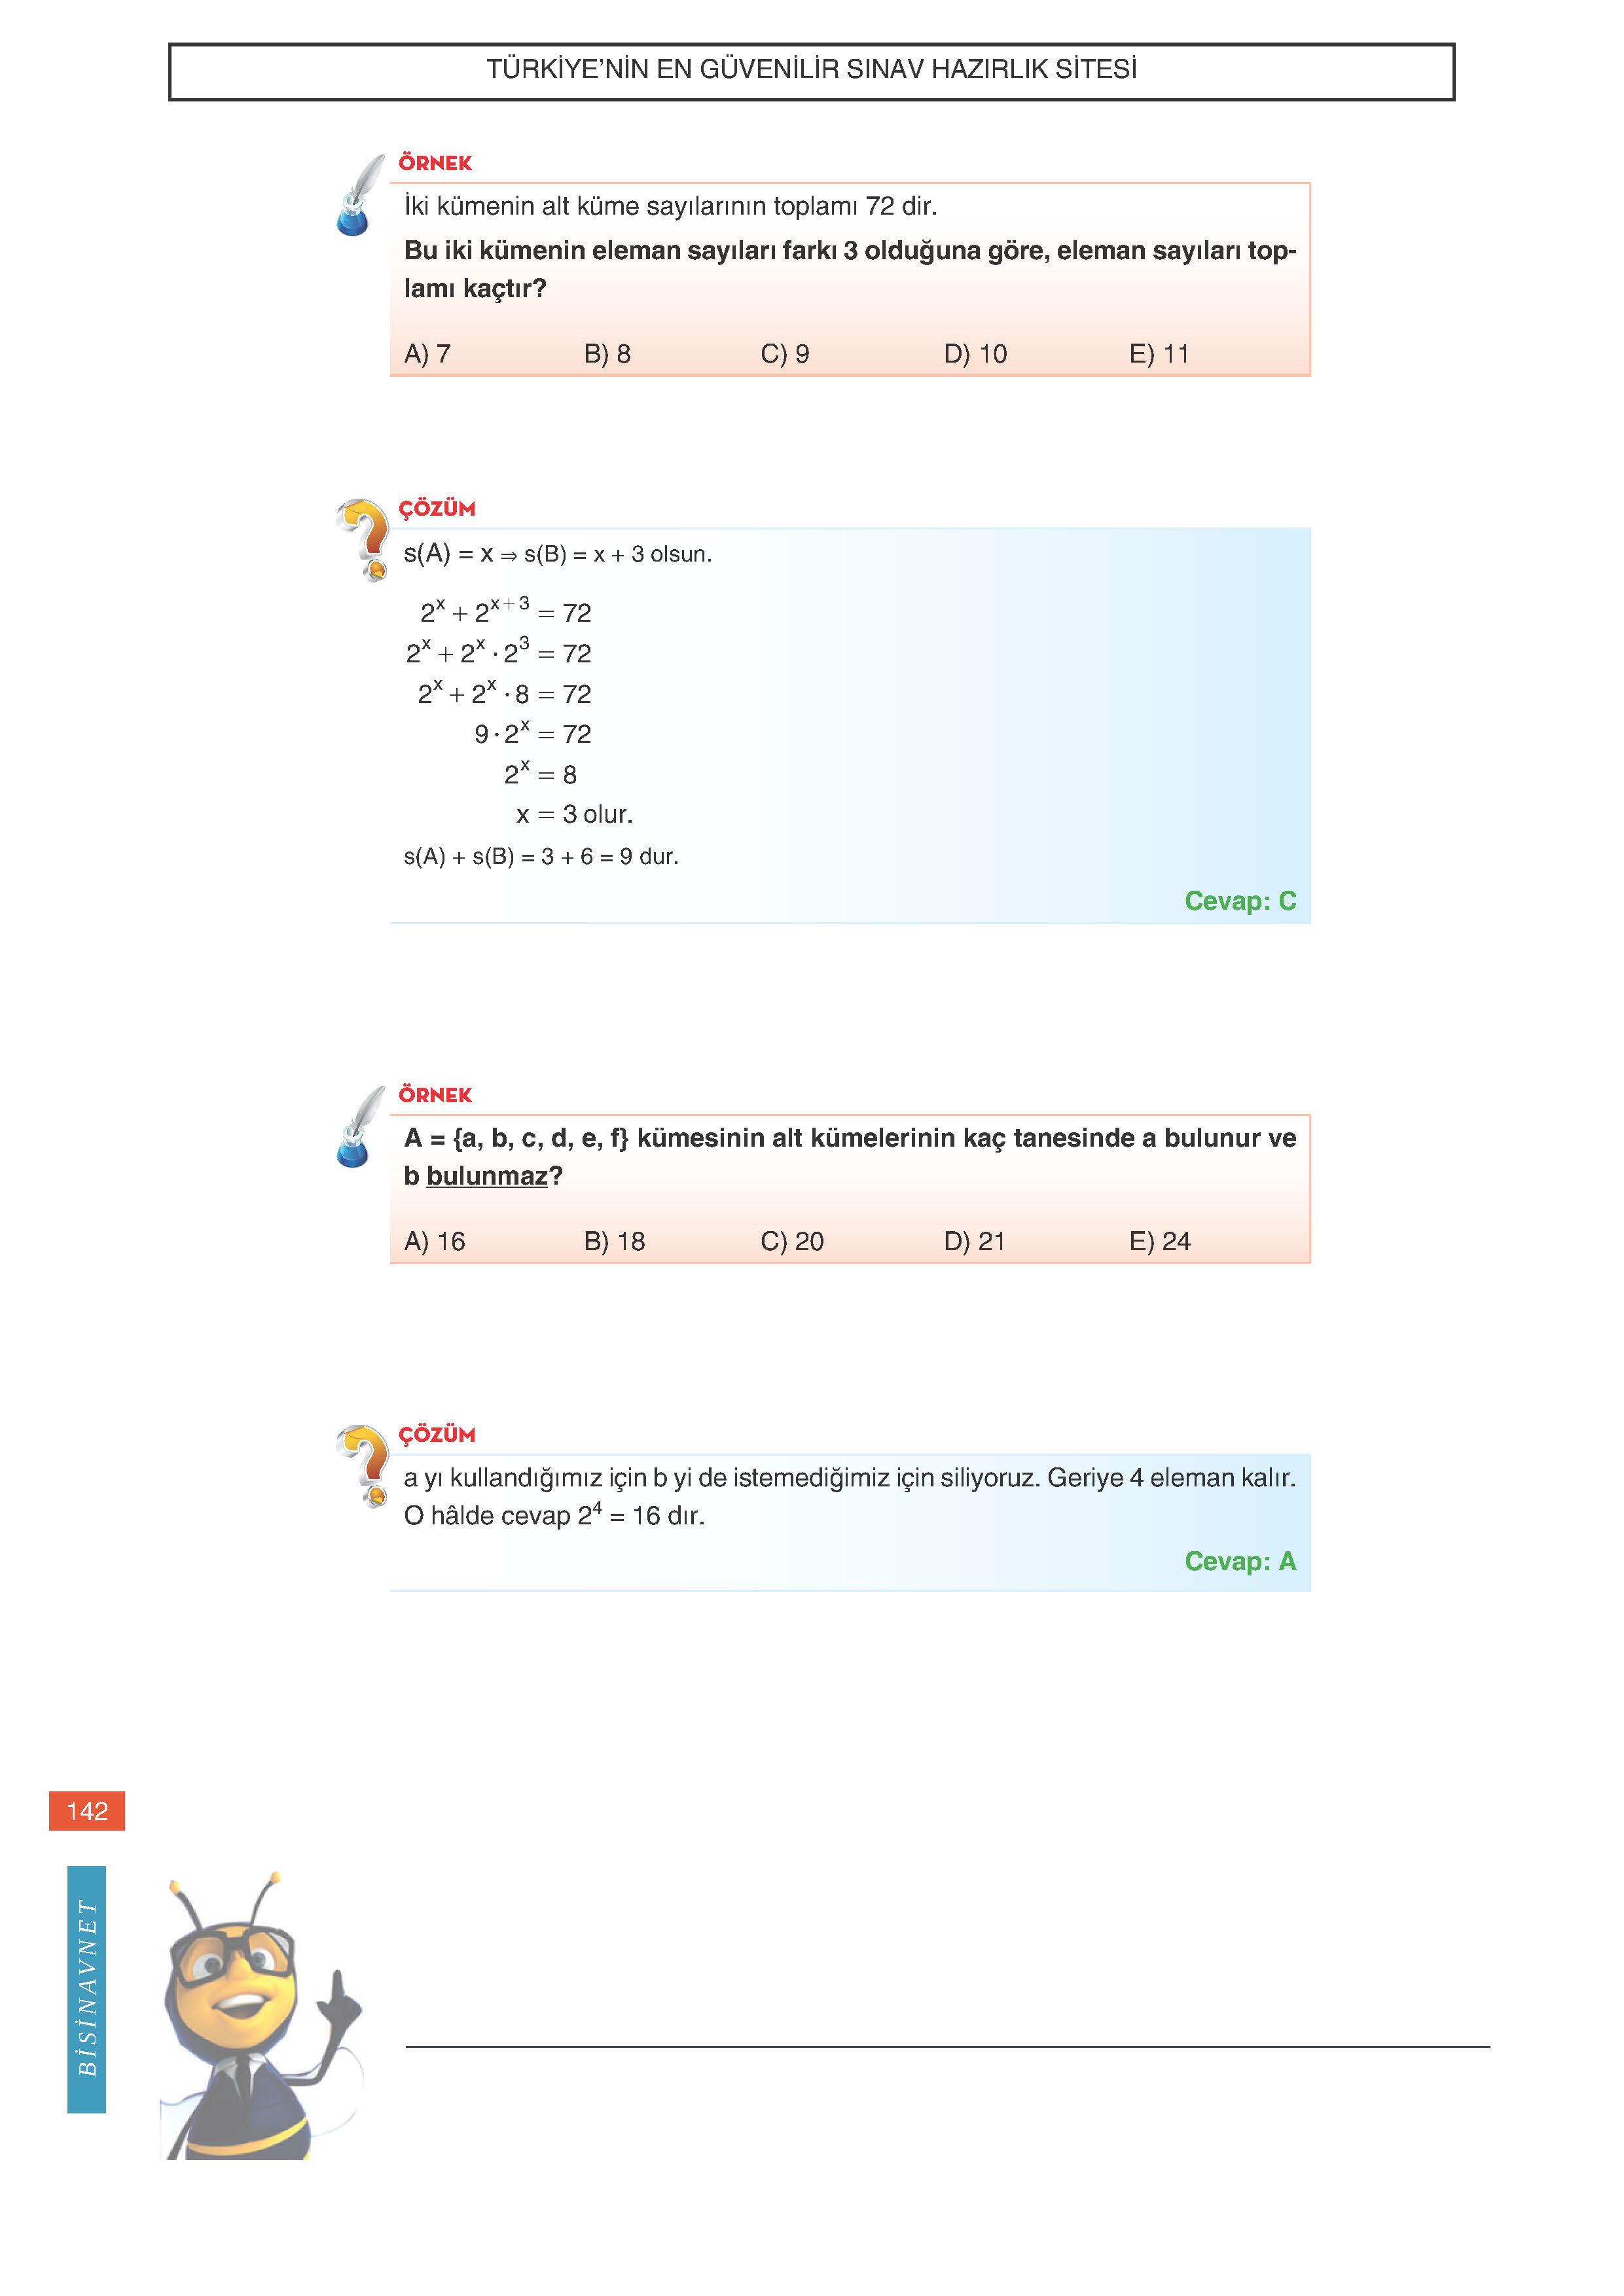 TÜRKİYE'NİN EN GÜVENİLİR SINAV HAZIRLIK SİTESİ
ÖRNEK
İki kümenin alt küme sayılarının toplamı 72 dir.
Bu iki kümenin eleman sayıları farkı 3 olduğuna göre, eleman sayıları top-
lamı kaçtır?
A) 7 B) 8 C) 9 D) 10 E) 11
ÇÖZÜM
s(A) = x ⇒ s(B) = x + 3 olsun.
2^x + 2^(x+3) = 72
2^x + 2^x · 2^3 = 72
2^x + 2^x · 8 = 72
9 · 2^x = 72
2^x = 8
x = 3 olur.
s(A) + s(B) = 3 + 6 = 9 dur.
Cevap: C
ÖRNEK
A = {a, b, c, d, e, f} kümesinin alt kümelerinin kaç tanesinde a bulunur ve
b bulunmaz?
A) 16 B) 18 C) 20 D) 21 E) 24
ÇÖZÜM
a yı kullandığımız için b yi de istemediğimiz için siliyoruz. Geriye 4 eleman kalır.
O hâlde cevap 2^4 = 16 dır.
Cevap: A
142
BİSİNAVNET